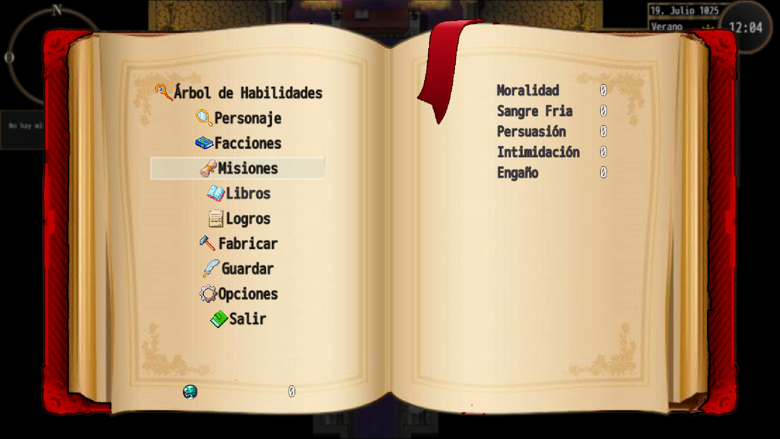 N
19. Julio 1025
Verano
12:04
O
No hay mi
Árbol de Habilidades
Personaje
Facciones
Misiones
Libros
Logros
Fabricar
Guardar
Opciones
Salir
0
Moralidad 0
Sangre Fria 0
Persuasión 0
Intimidación 0
Engaño 0